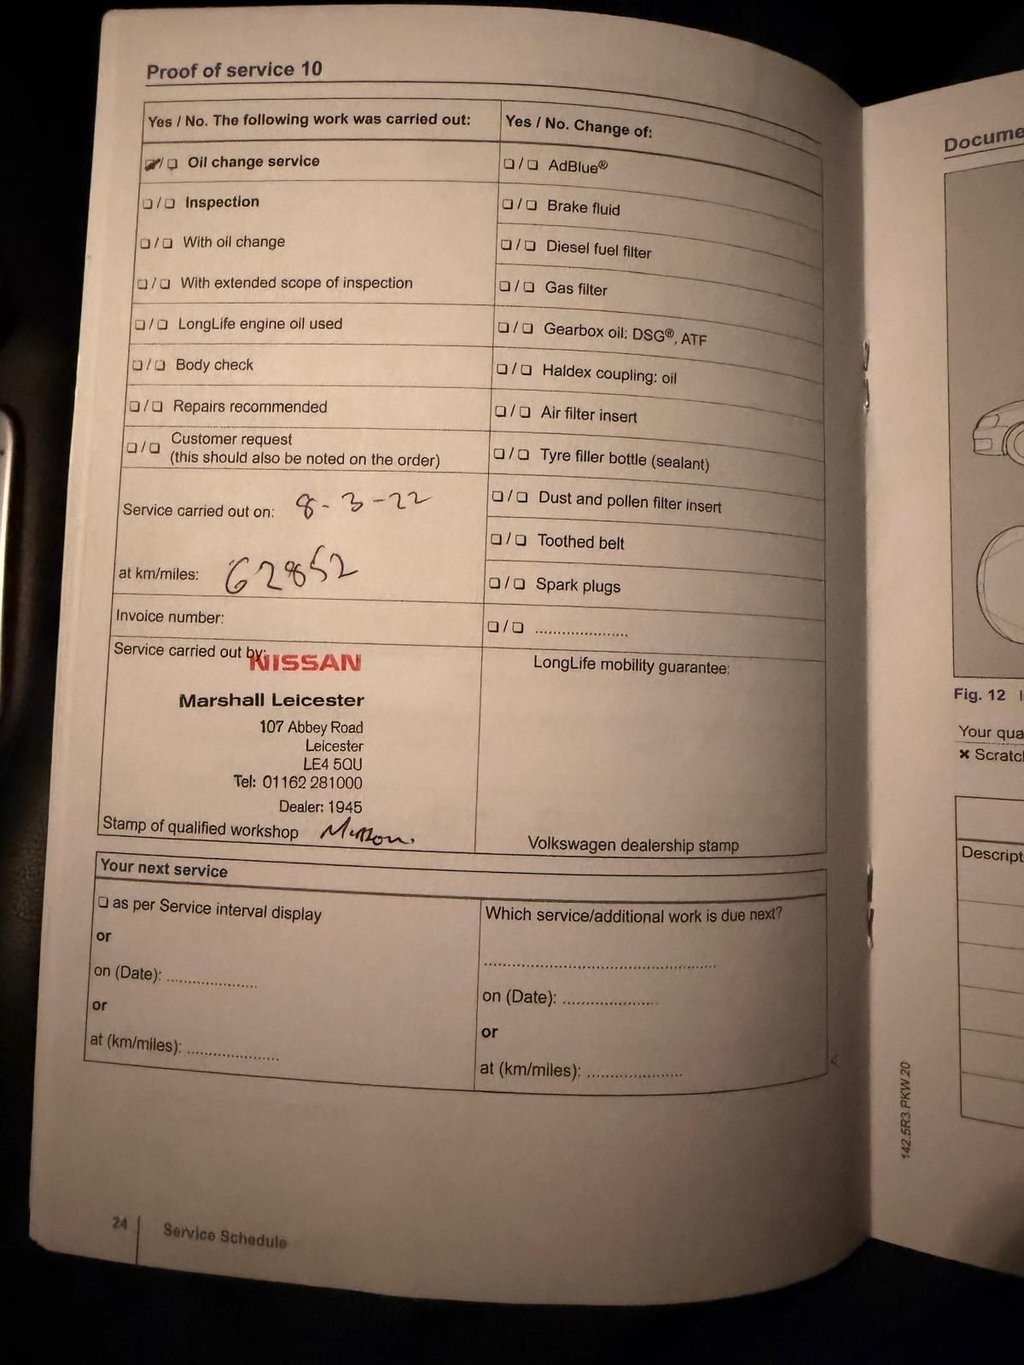 Proof of service 10
Yes / No. The following work was carried out:
❏/❏ Oil change service
❏/❏ Inspection
❏/❏ With oil change
❏/❏ With extended scope of inspection
❏/❏ LongLife engine oil used
❏/❏ Body check
❏/❏ Repairs recommended
❏/❏ Customer request
(this should also be noted on the order)
Service carried out on: 8-3-22
at km/miles: 62852
Invoice number:
Service carried out by:
NISSAN
Marshall Leicester
107 Abbey Road
Leicester
LE4 5QU
Tel: 01162 281000
Dealer: 1945
Stamp of qualified workshop
Yes / No. Change of:
❏/❏ AdBlue®
❏/❏ Brake fluid
❏/❏ Diesel fuel filter
❏/❏ Gas filter
❏/❏ Gearbox oil: DSG®, ATF
❏/❏ Haldex coupling: oil
❏/❏ Air filter insert
❏/❏ Tyre filler bottle (sealant)
❏/❏ Dust and pollen filter insert
❏/❏ Toothed belt
❏/❏ Spark plugs
❏/❏ .....................
LongLife mobility guarantee:
Volkswagen dealership stamp
Your next service
❏ as per Service interval display
or
on (Date): ....................
or
at (km/miles): ....................
Which service/additional work is due next?
..................................................
on (Date): ....................
or
at (km/miles): ....................
24
Service Schedule
142.5R3.PKW.20
Docume
Fig. 12
Your qua
× Scratc
Descript